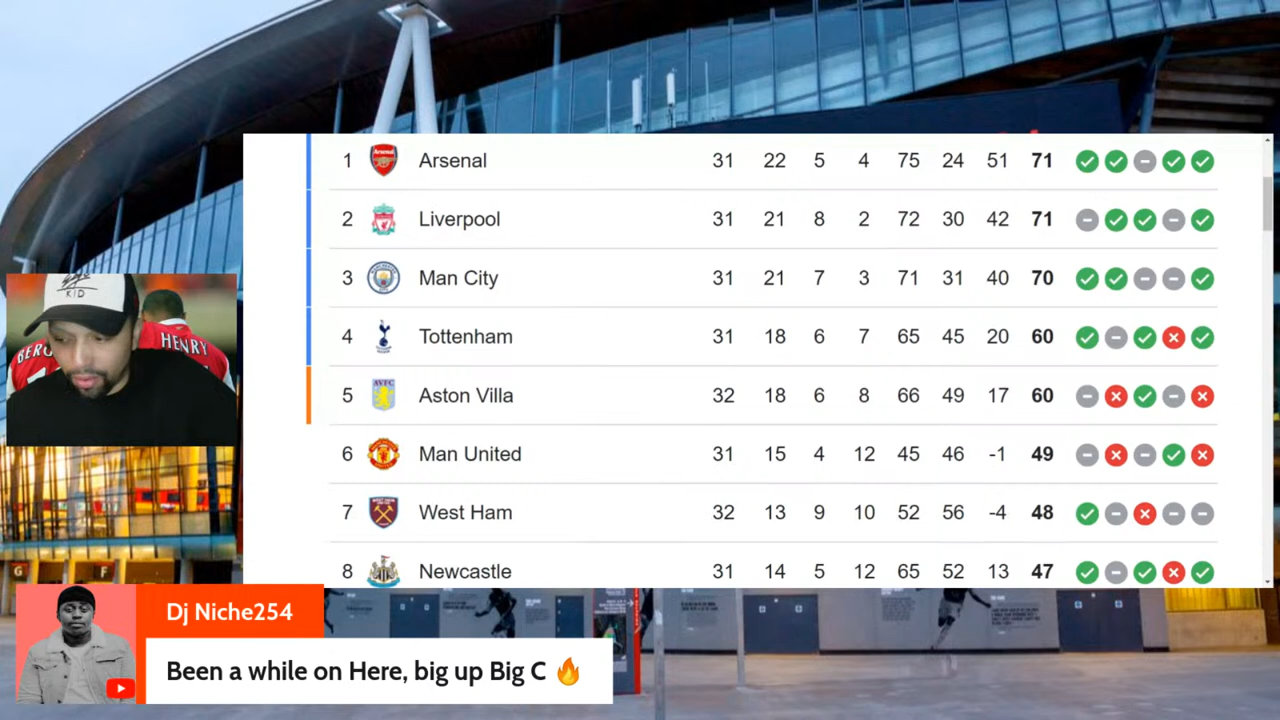 1 Arsenal 31 22 5 4 75 24 51 71
2 Liverpool 31 21 8 2 72 30 42 71
3 Man City 31 21 7 3 71 31 40 70
4 Tottenham 31 18 6 7 65 45 20 60
5 Aston Villa 32 18 6 8 66 49 17 60
6 Man United 31 15 4 12 45 46 -1 49
7 West Ham 32 13 9 10 52 56 -4 48
8 Newcastle 31 14 5 12 65 52 13 47
KID
HENRY
BERG
G F
Dj Niche254
Been a while on Here, big up Big C 🔥